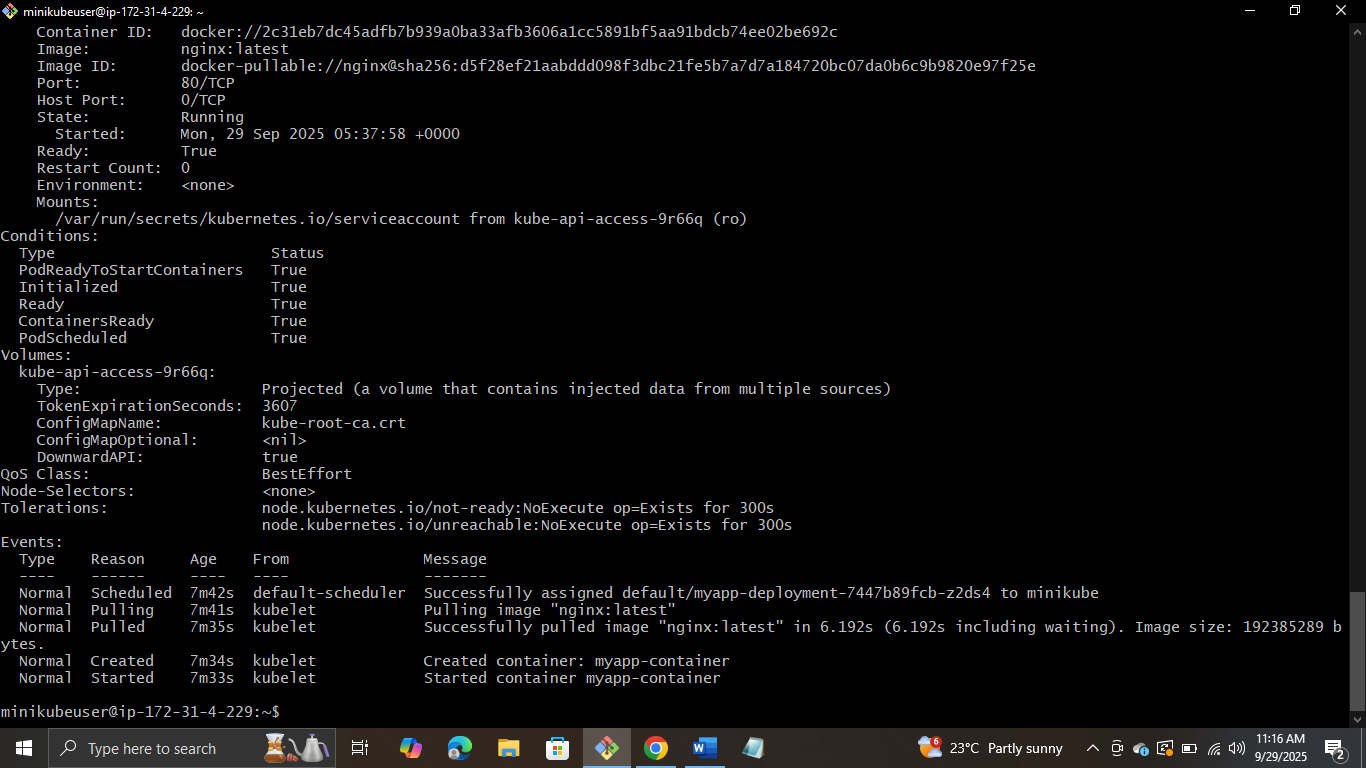 minikubeuser@ip-172-31-4-229: ~
Container ID: docker://2c31eb7dc45adfb7b939a0ba33afb3606a1cc5891bf5aa91bdcb74ee02be692c
Image: nginx:latest
Image ID: docker-pullable://nginx@sha256:d5f28ef21aabddd098f3dbc21fe5b7a7d7a184720bc07da0b6c9b9820e97f25e
Port: 80/TCP
Host Port: 0/TCP
State: Running
Started: Mon, 29 Sep 2025 05:37:58 +0000
Ready: True
Restart Count: 0
Environment: <none>
Mounts:
/var/run/secrets/kubernetes.io/serviceaccount from kube-api-access-9r66q (ro)
Conditions:
Type Status
PodReadyToStartContainers True
Initialized True
Ready True
ContainersReady True
PodScheduled True
Volumes:
kube-api-access-9r66q:
Type: Projected (a volume that contains injected data from multiple sources)
TokenExpirationSeconds: 3607
ConfigMapName: kube-root-ca.crt
ConfigMapOptional: <nil>
DownwardAPI: true
QoS Class: BestEffort
Node-Selectors: <none>
Tolerations: node.kubernetes.io/not-ready:NoExecute op=Exists for 300s
node.kubernetes.io/unreachable:NoExecute op=Exists for 300s
Events:
Type Reason Age From Message
---- ------ ---- ---- -------
Normal Scheduled 7m42s default-scheduler Successfully assigned default/myapp-deployment-7447b89fcb-z2ds4 to minikube
Normal Pulling 7m41s kubelet Pulling image "nginx:latest"
Normal Pulled 7m35s kubelet Successfully pulled image "nginx:latest" in 6.192s (6.192s including waiting). Image size: 192385289 b
ytes.
Normal Created 7m34s kubelet Created container: myapp-container
Normal Started 7m33s kubelet Started container myapp-container
minikubeuser@ip-172-31-4-229:~$
Type here to search
6
23°C Partly sunny
11:16 AM
9/29/2025
2